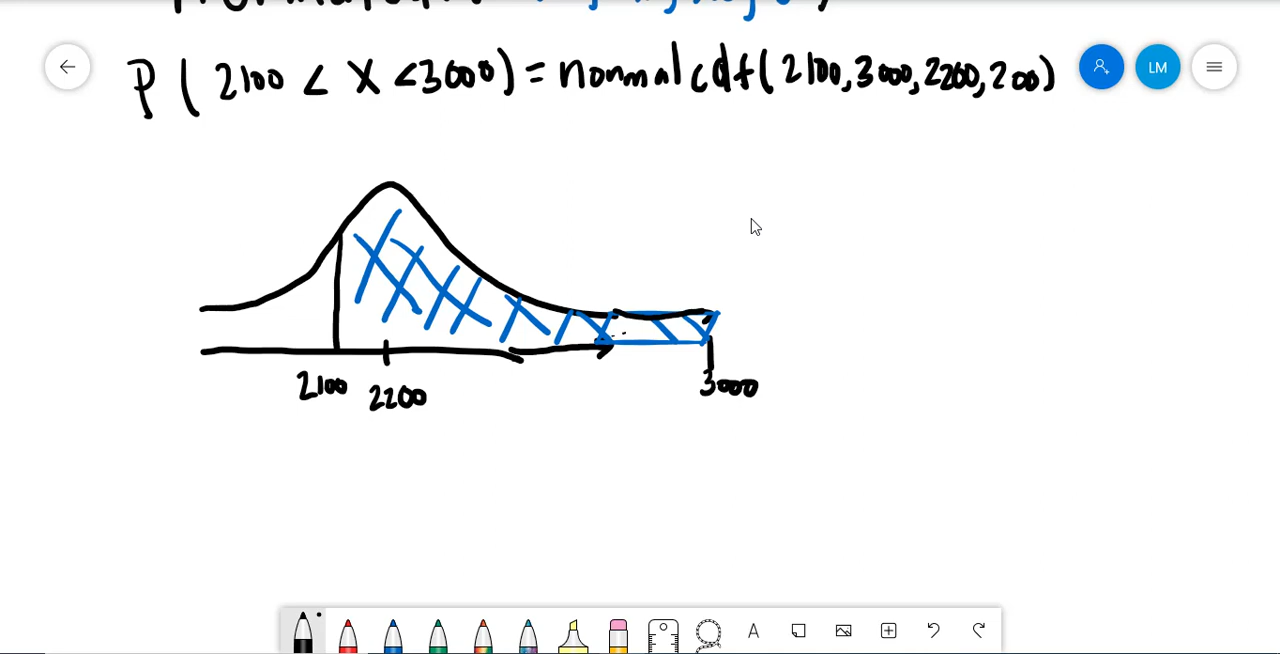 P(2100 < X < 3000) = normalcdf(2100, 3000, 2200, 200)
LM
2100 2200 3000
A